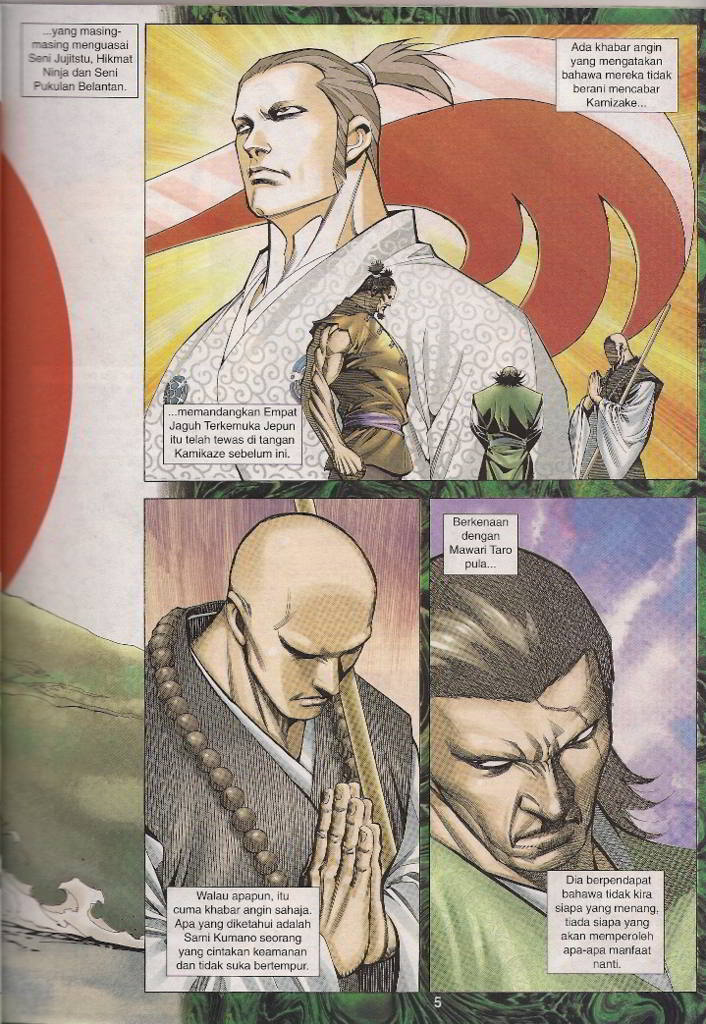 ...yang masing-
masing menguasai
Seni Jujitstu, Hikmat
Ninja dan Seni
Pukulan Belantan.
Ada khabar angin
yang mengatakan
bahawa mereka tidak
berani mencabar
Kamizake...
...memandangkan Empat
Jaguh Terkemuka Jepun
itu telah tewas di tangan
Kamikaze sebelum ini.
Walau apapun, itu
cuma khabar angin sahaja.
Apa yang diketahui adalah
Sami Kumano seorang
yang cintakan keamanan
dan tidak suka bertempur.
Berkenaan
dengan
Mawari Taro
pula...
Dia berpendapat
bahawa tidak kira
siapa yang menang,
tiada siapa yang
akan memperoleh
apa-apa manfaat
nanti.
5